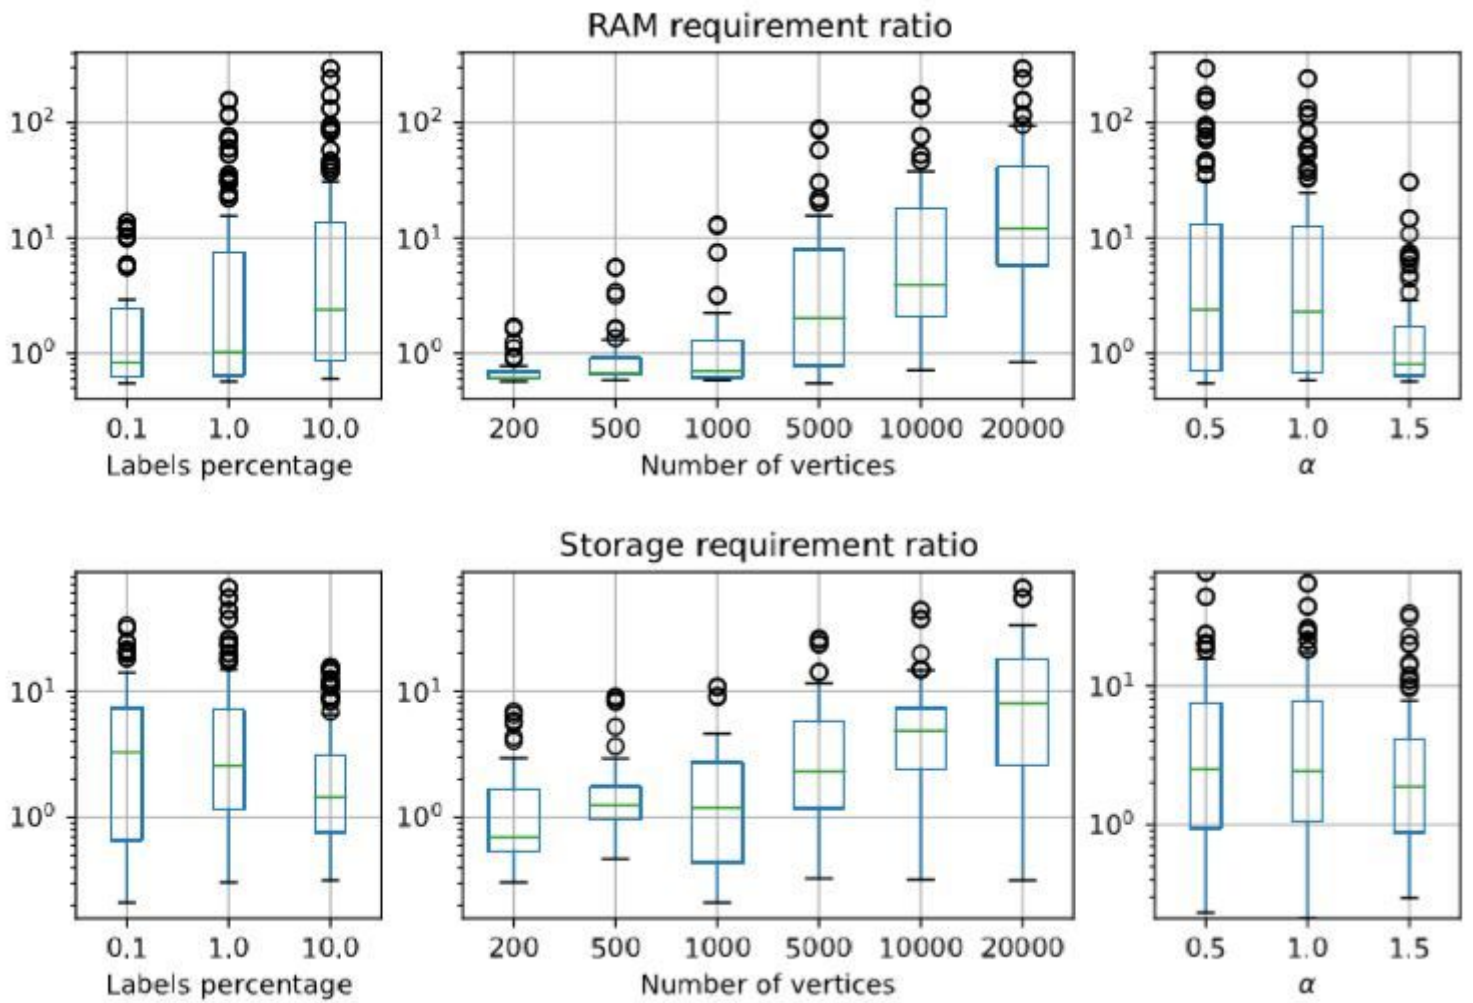 RAM requirement ratio
10² 10¹ 10⁰
0.1 1.0 10.0
Labels percentage
10² 10¹ 10⁰
200 500 1000 5000 10000 20000
Number of vertices
10² 10¹ 10⁰
0.5 1.0 1.5
α
Storage requirement ratio
10¹ 10⁰
0.1 1.0 10.0
Labels percentage
10¹ 10⁰
200 500 1000 5000 10000 20000
Number of vertices
10¹ 10⁰
0.5 1.0 1.5
α